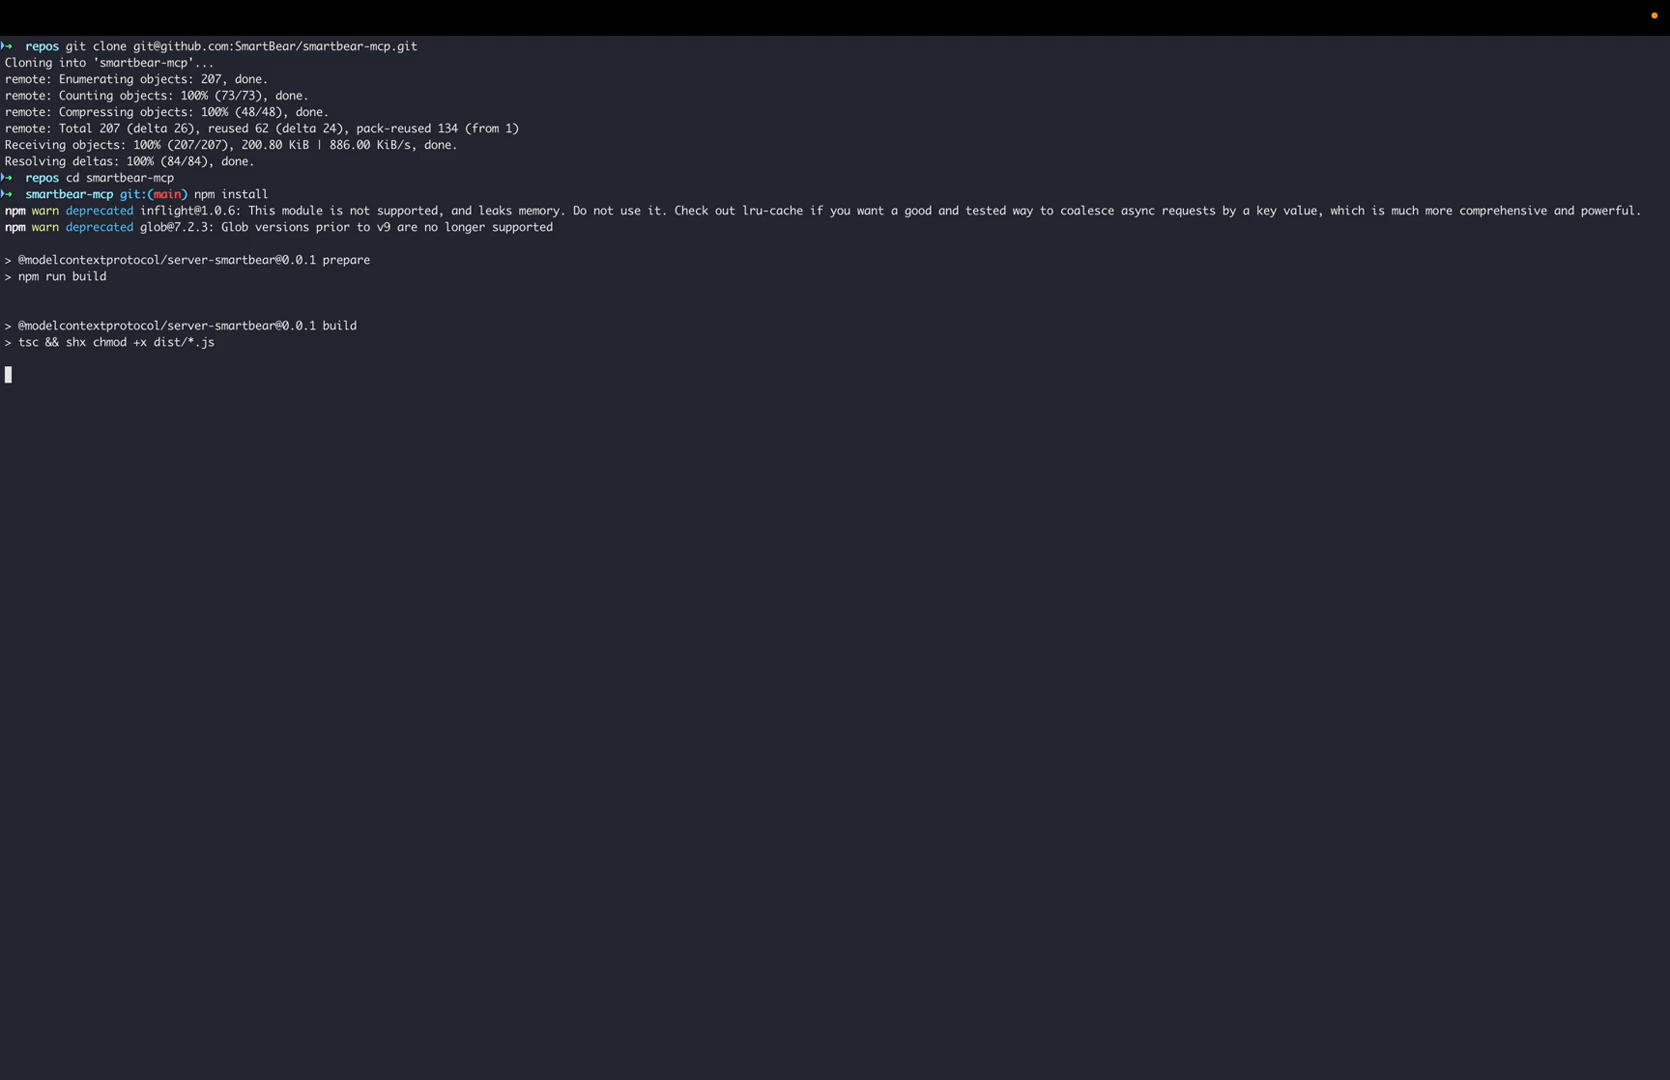 ➜ repos git clone git@github.com:SmartBear/smartbear-mcp.git
Cloning into 'smartbear-mcp'...
remote: Enumerating objects: 207, done.
remote: Counting objects: 100% (73/73), done.
remote: Compressing objects: 100% (48/48), done.
remote: Total 207 (delta 26), reused 62 (delta 24), pack-reused 134 (from 1)
Receiving objects: 100% (207/207), 200.80 KiB | 886.00 KiB/s, done.
Resolving deltas: 100% (84/84), done.
➜ repos cd smartbear-mcp
➜ smartbear-mcp git:(main) npm install
npm warn deprecated inflight@1.0.6: This module is not supported, and leaks memory. Do not use it. Check out lru-cache if you want a good and tested way to coalesce async requests by a key value, which is much more comprehensive and powerful.
npm warn deprecated glob@7.2.3: Glob versions prior to v9 are no longer supported
> @modelcontextprotocol/server-smartbear@0.0.1 prepare
> npm run build
> @modelcontextprotocol/server-smartbear@0.0.1 build
> tsc && shx chmod +x dist/*.js